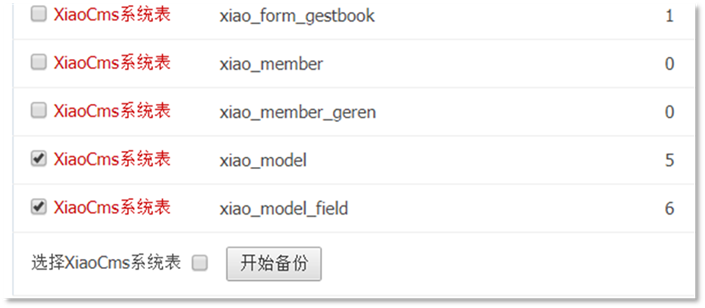 XiaoCms系统表 xiao_form_gestbook 1
XiaoCms系统表 xiao_member 0
XiaoCms系统表 xiao_member_geren 0
XiaoCms系统表 xiao_model 5
XiaoCms系统表 xiao_model_field 6
选择XiaoCms系统表 开始备份